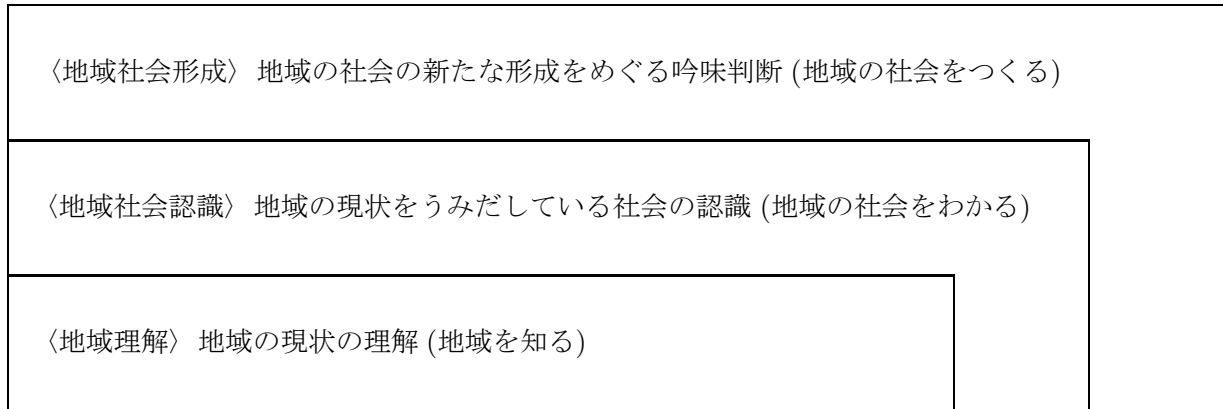 〈地域社会形成〉 地域の社会の新たな形成をめぐる吟味判断 (地域の社会をつくる)
〈地域社会認識〉 地域の現状をうみだしている社会の認識 (地域の社会をわかる)
〈地域理解〉 地域の現状の理解 (地域を知る)